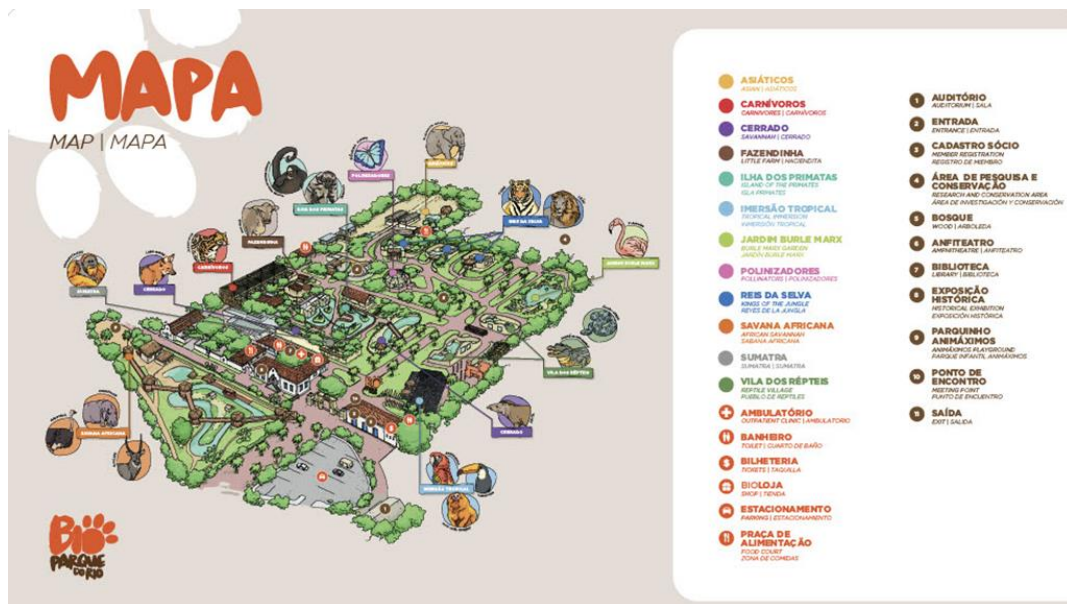 MAPA
MAP | MAPA
POLINIZADORES
ILHA DOS PRIMATAS
REIS DA SELVA
FAZENDINHA
JARDIM BURLE MARX
CARNÍVOROS
SUMATRA
CERRADO
VILA DOS RÉPTEIS
SAVANA AFRICANA
CERRADO
IMERSÃO TROPICAL
BIO
PARQUE
DO RIO
ASIÁTICOS
ASIAN | ASIÁTICOS
CARNÍVOROS
CARNIVORES | CARNÍVOROS
CERRADO
SAVANNAH | CERRADO
FAZENDINHA
LITTLE FARM | HACIENDITA
ILHA DOS PRIMATAS
ISLAND OF THE PRIMATES
ISLA PRIMATES
IMERSÃO TROPICAL
TROPICAL IMMERSION
INMERSIÓN TROPICAL
JARDIM BURLE MARX
BURLE MARX GARDEN
JARDÍN BURLE MARX
POLINIZADORES
POLLINATORS | POLINIZADORES
REIS DA SELVA
KINGS OF THE JUNGLE
REYES DE LA JUNGLA
SAVANA AFRICANA
AFRICAN SAVANNAH
SABANA AFRICANA
SUMATRA
SUMATRA | SUMATRA
VILA DOS RÉPTEIS
REPTILE VILLAGE
PUEBLO DE REPTILES
AMBULATÓRIO
OUTPATIENT CLINIC | AMBULATORIO
BANHEIRO
TOILET | CUARTO DE BAÑO
BILHETERIA
TICKETS | TAQUILLA
BIOLOJA
SHOP | TIENDA
ESTACIONAMENTO
PARKING | ESTACIONAMIENTO
PRAÇA DE
ALIMENTAÇÃO
FOOD COURT
ZONA DE COMIDAS
1 AUDITÓRIO
AUDITORIUM | SALA
2 ENTRADA
ENTRANCE | ENTRADA
3 CADASTRO SÓCIO
MEMBER REGISTRATION
REGISTRO DE MIEMBRO
4 ÁREA DE PESQUISA E
CONSERVAÇÃO
RESEARCH AND CONSERVATION AREA
ÁREA DE INVESTIGACIÓN Y CONSERVACIÓN
5 BOSQUE
WOOD | ARBOLEDA
6 ANFITEATRO
AMPHITHEATRE | ANFITEATRO
7 BIBLIOTECA
LIBRARY | BIBLIOTECA
8 EXPOSIÇÃO
HISTÓRICA
HISTORICAL EXHIBITION
EXPOSICIÓN HISTÓRICA
9 PARQUINHO
ANIMÁXIMOS
ANIMÁXIMOS PLAYGROUND
PARQUE INFANTIL ANIMÁXIMOS
10 PONTO DE
ENCONTRO
MEETING POINT
PUNTO DE ENCUENTRO
11 SAÍDA
EXIT | SALIDA